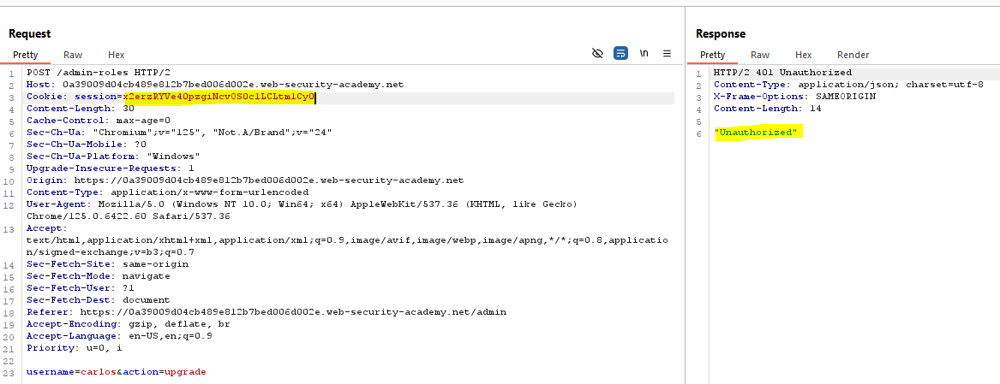 Request
Pretty Raw Hex
\n
1 POST /admin-roles HTTP/2
2 Host: 0a39009d04cb489e812b7bed006d002e.web-security-academy.net
3 Cookie: session=x2erzRYVe4OpzgiNcvOSOc1LCLtm1Cy0
4 Content-Length: 30
5 Cache-Control: max-age=0
6 Sec-Ch-Ua: "Chromium";v="125", "Not.A/Brand";v="24"
7 Sec-Ch-Ua-Mobile: ?0
8 Sec-Ch-Ua-Platform: "Windows"
9 Upgrade-Insecure-Requests: 1
10 Origin: https://0a39009d04cb489e812b7bed006d002e.web-security-academy.net
11 Content-Type: application/x-www-form-urlencoded
12 User-Agent: Mozilla/5.0 (Windows NT 10.0; Win64; x64) AppleWebKit/537.36 (KHTML, like Gecko)
Chrome/125.0.6422.60 Safari/537.36
13 Accept:
text/html,application/xhtml+xml,application/xml;q=0.9,image/avif,image/webp,image/apng,*/*;q=0.8,applicatio
n/signed-exchange;v=b3;q=0.7
14 Sec-Fetch-Site: same-origin
15 Sec-Fetch-Mode: navigate
16 Sec-Fetch-User: ?1
17 Sec-Fetch-Dest: document
18 Referer: https://0a39009d04cb489e812b7bed006d002e.web-security-academy.net/admin
19 Accept-Encoding: gzip, deflate, br
20 Accept-Language: en-US,en;q=0.9
21 Priority: u=0, i
22
23 username=carlos&action=upgrade
Response
Pretty Raw Hex Render
1 HTTP/2 401 Unauthorized
2 Content-Type: application/json; charset=utf-8
3 X-Frame-Options: SAMEORIGIN
4 Content-Length: 14
5
6 "Unauthorized"